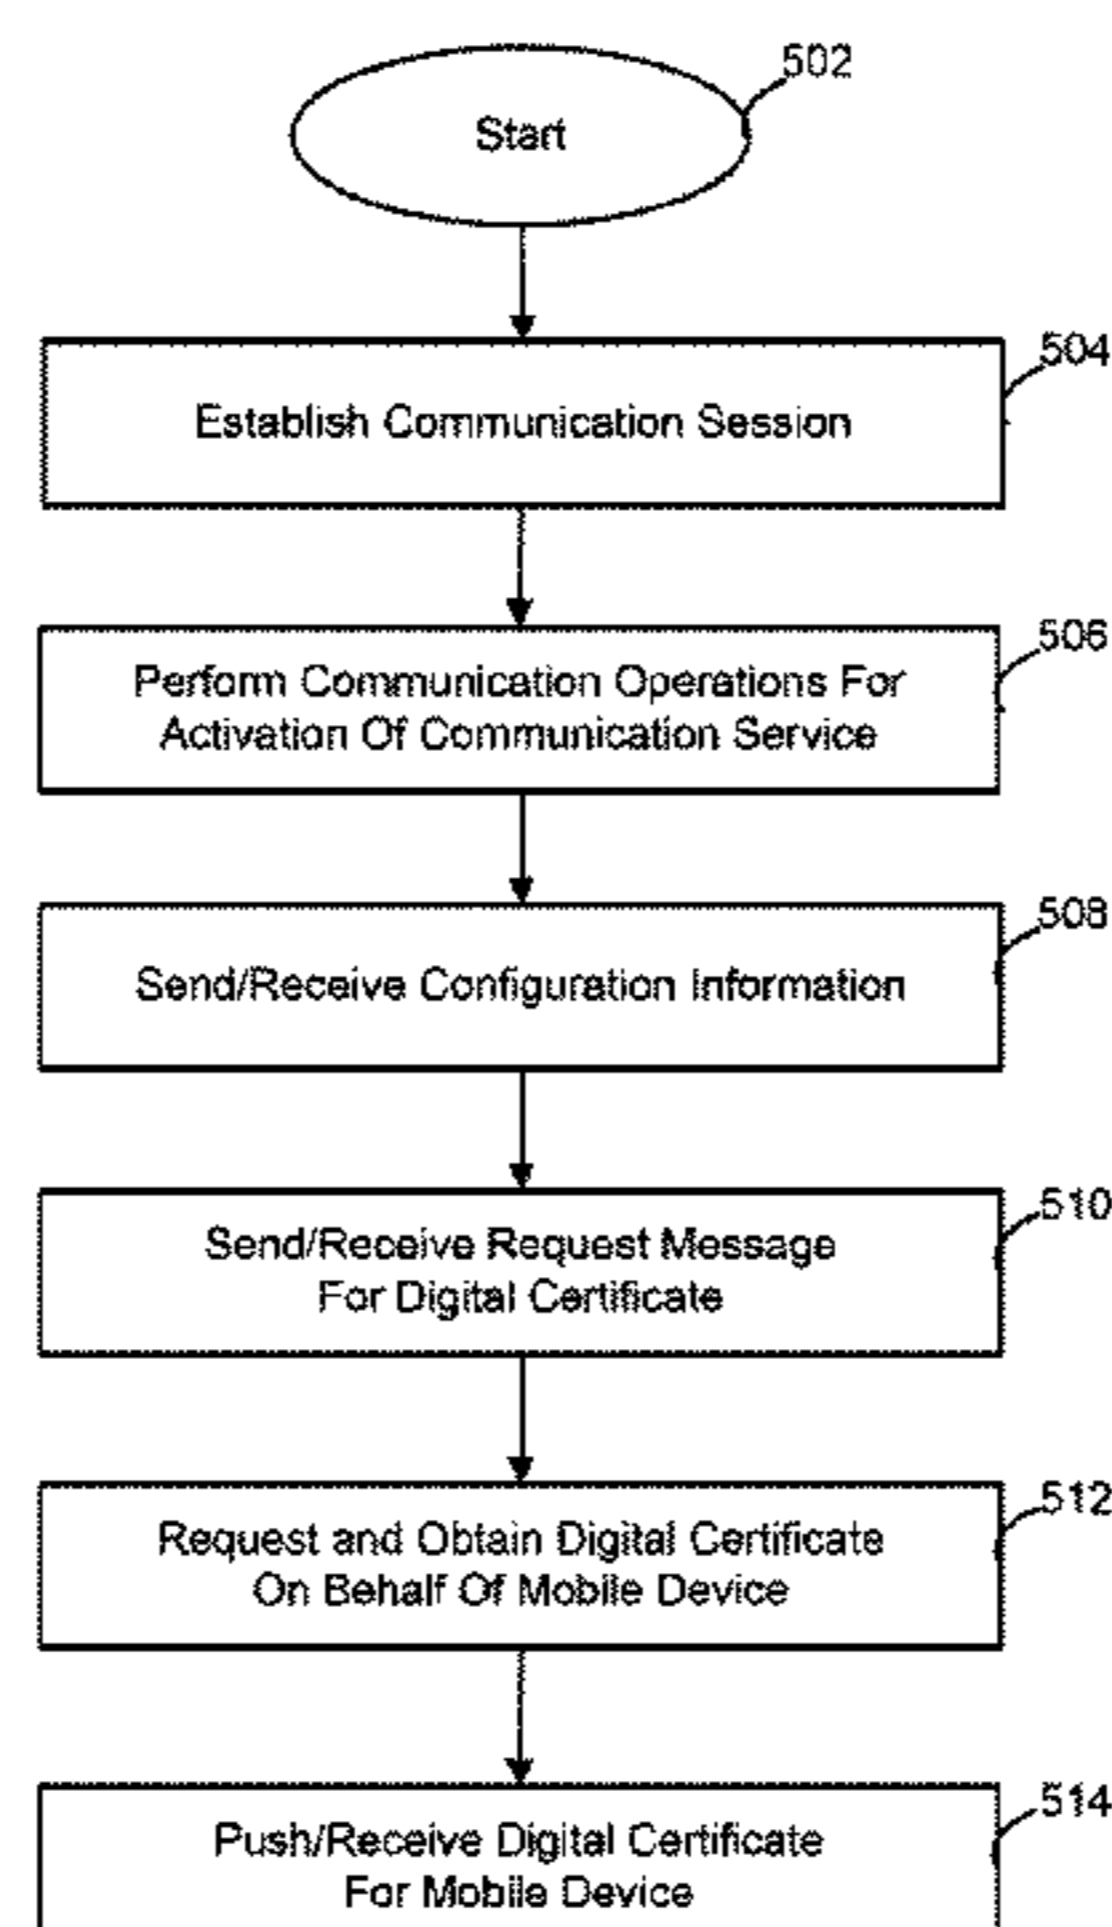 502
Start
504
Establish Communication Session
506
Perform Communication Operations For
Activation Of Communication Service
508
Send/Receive Configuration Information
510
Send/Receive Request Message
For Digital Certificate
512
Request and Obtain Digital Certificate
On Behalf Of Mobile Device
514
Push/Receive Digital Certificate
For Mobile Device